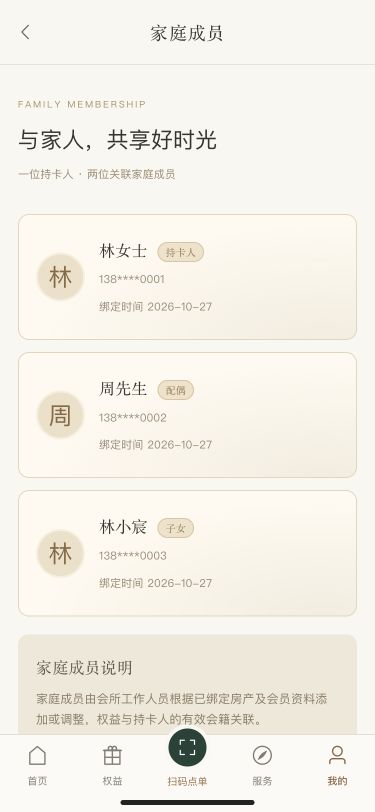 家庭成员
FAMILY MEMBERSHIP
与家人，共享好时光
一位持卡人 · 两位关联家庭成员
林
林女士 持卡人
138****0001
绑定时间 2026-10-27
周
周先生 配偶
138****0002
绑定时间 2026-10-27
林
林小宸 子女
138****0003
绑定时间 2026-10-27
家庭成员说明
家庭成员由会所工作人员根据已绑定房产及会员资料添
加或调整，权益与持卡人的有效会籍关联。
首页 权益 扫码点单 服务 我的